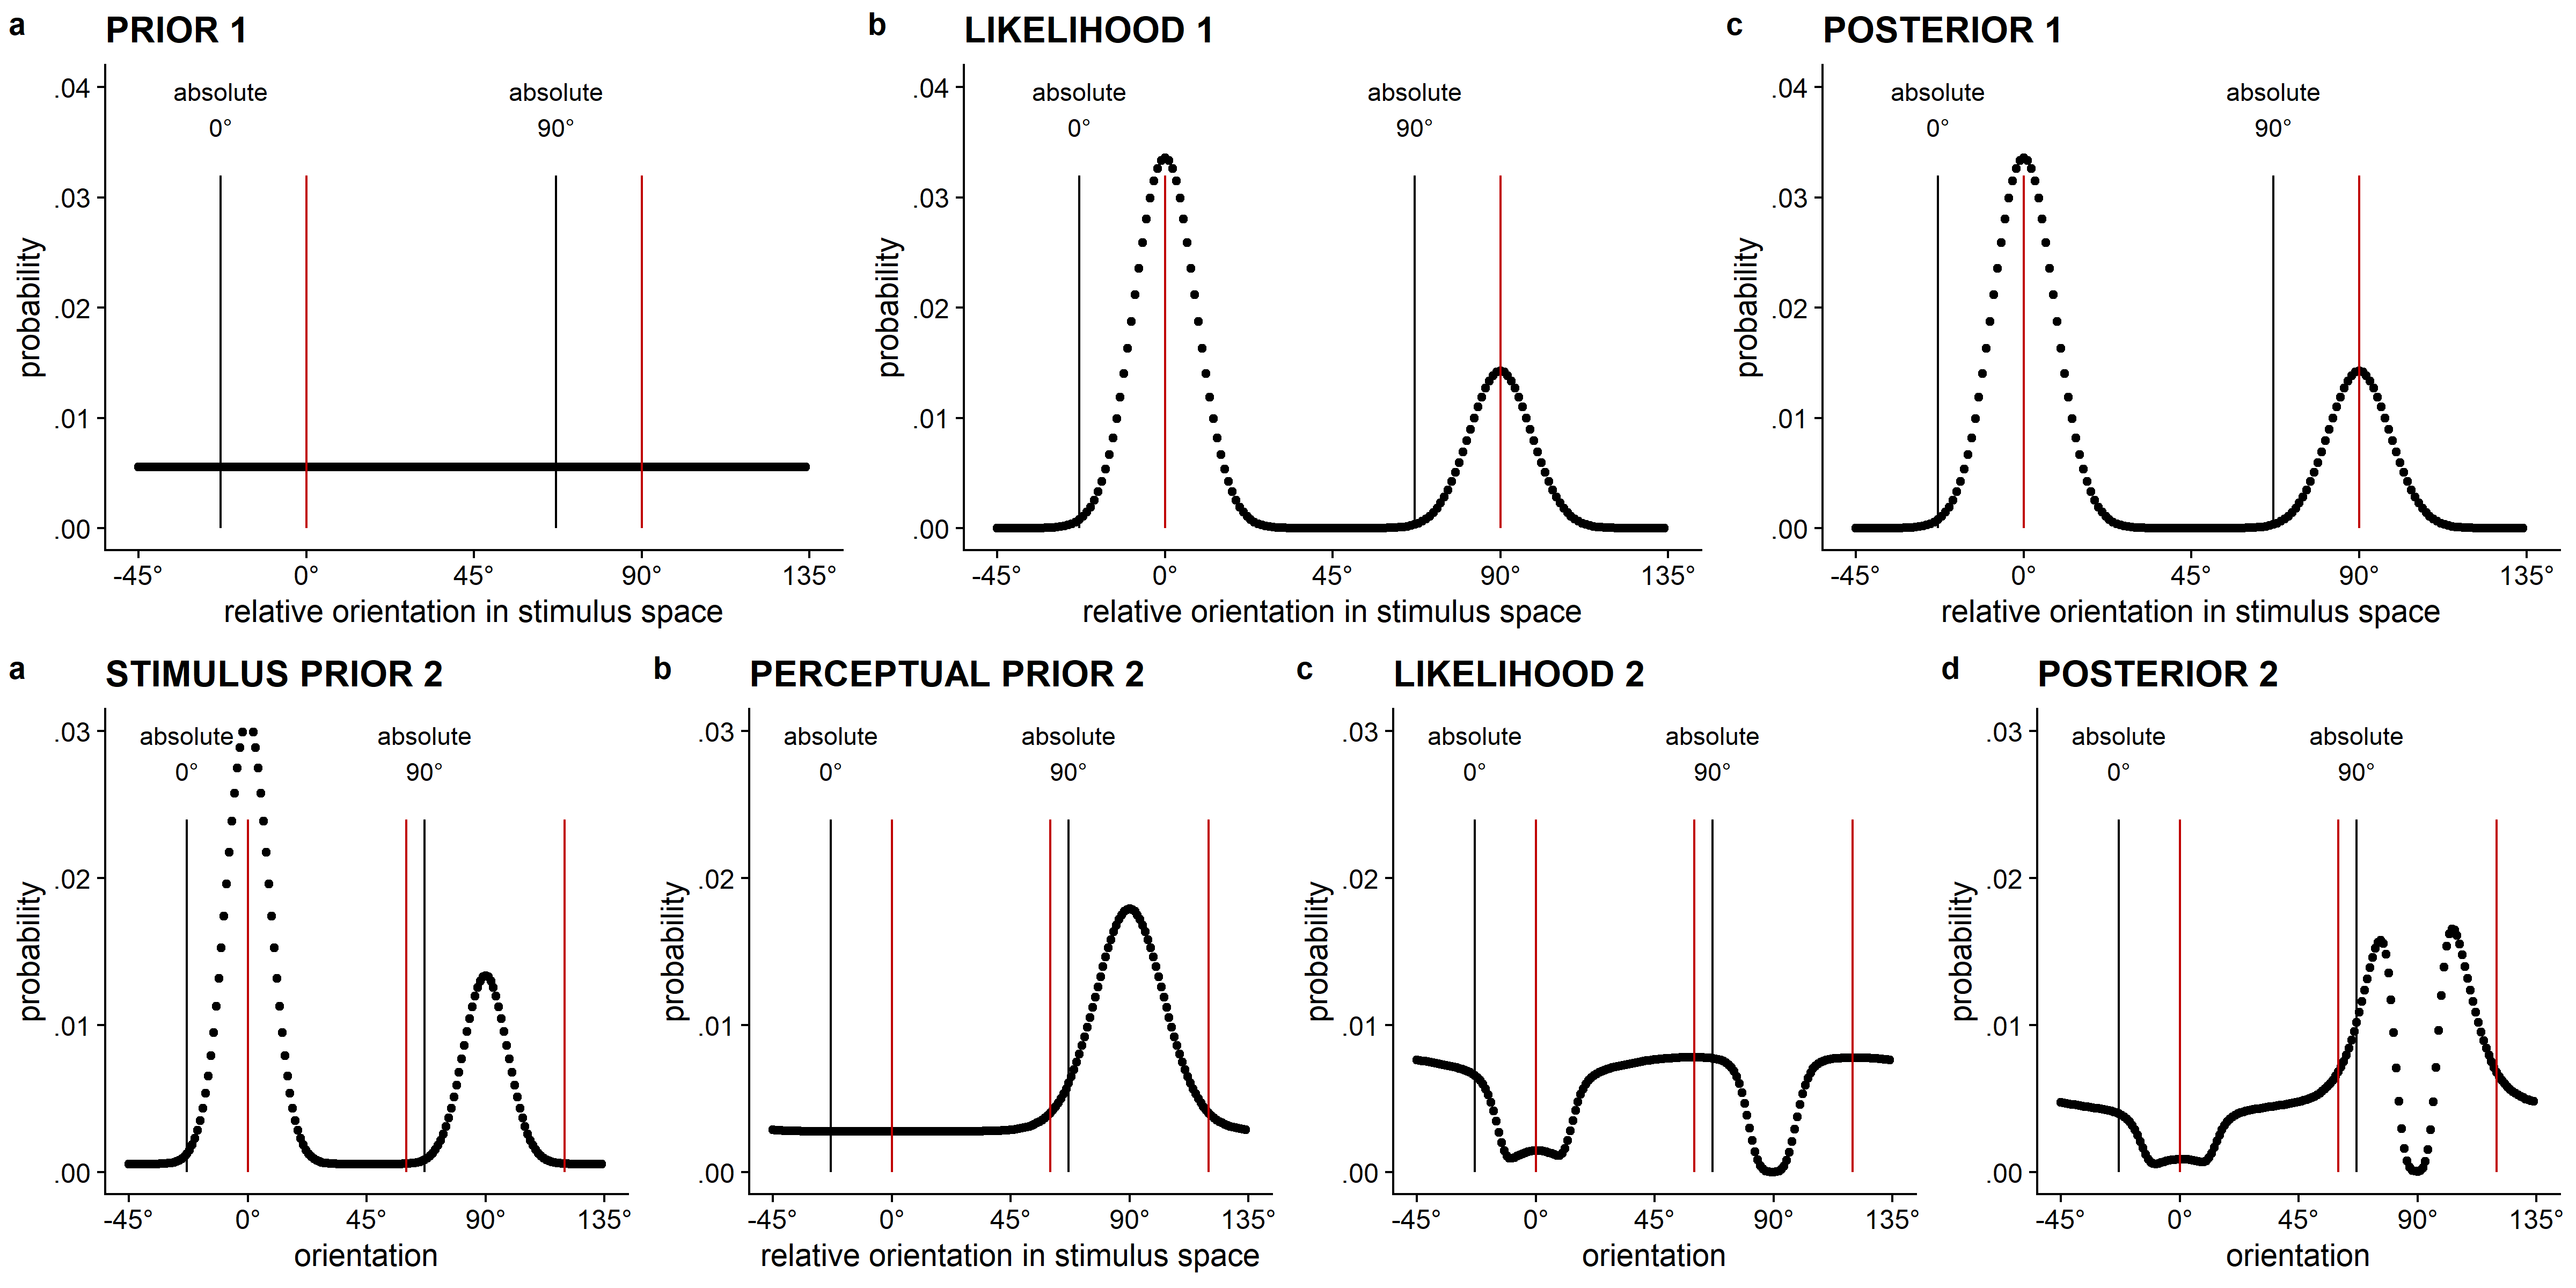 a PRIOR 1
absolute absolute
0° 90°
.04
.03
.02
.01
.00
probability
-45° 0° 45° 90° 135°
relative orientation in stimulus space
b LIKELIHOOD 1
absolute absolute
0° 90°
.04
.03
.02
.01
.00
probability
-45° 0° 45° 90° 135°
relative orientation in stimulus space
c POSTERIOR 1
absolute absolute
0° 90°
.04
.03
.02
.01
.00
probability
-45° 0° 45° 90° 135°
relative orientation in stimulus space
a STIMULUS PRIOR 2
absolute absolute
0° 90°
.03
.02
.01
.00
probability
-45° 0° 45° 90° 135°
orientation
b PERCEPTUAL PRIOR 2
absolute absolute
0° 90°
.03
.02
.01
.00
probability
-45° 0° 45° 90° 135°
relative orientation in stimulus space
c LIKELIHOOD 2
absolute absolute
0° 90°
.03
.02
.01
.00
probability
-45° 0° 45° 90° 135°
orientation
d POSTERIOR 2
absolute absolute
0° 90°
.03
.02
.01
.00
probability
-45° 0° 45° 90° 135°
orientation